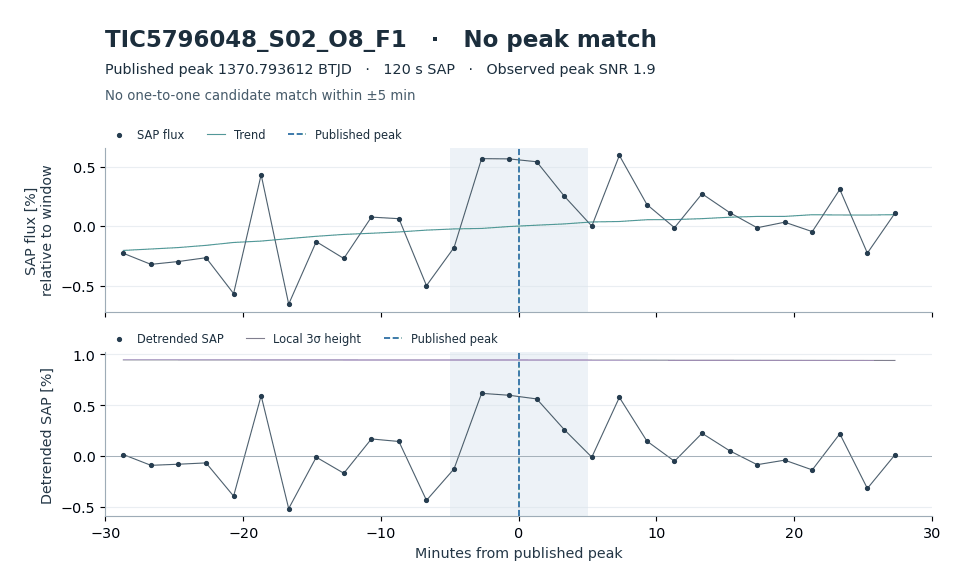 TIC5796048_S02_O8_F1 · No peak match
Published peak 1370.793612 BTJD · 120 s SAP · Observed peak SNR 1.9
No one-to-one candidate match within ±5 min
SAP flux Trend Published peak
SAP flux [%]
relative to window
0.5
0.0
−0.5
Detrended SAP Local 3σ height Published peak
Detrended SAP [%]
1.0
0.5
0.0
−0.5
−30 −20 −10 0 10 20 30
Minutes from published peak